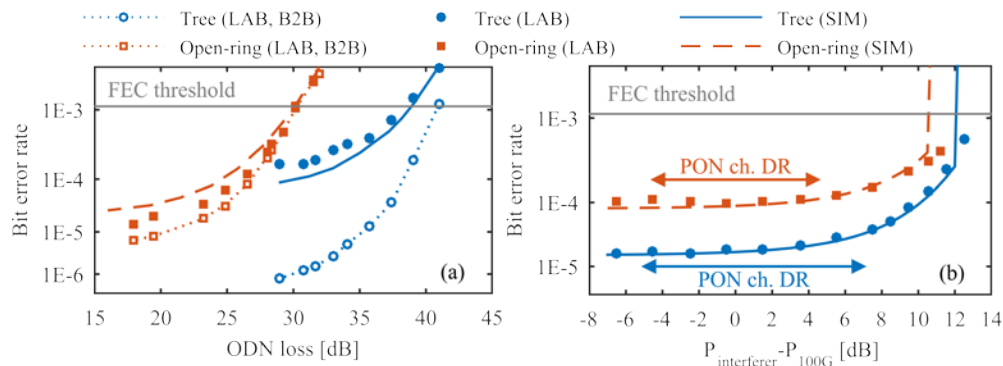 Tree (LAB, B2B) Tree (LAB) Tree (SIM)
Open-ring (LAB, B2B) Open-ring (LAB) Open-ring (SIM)
FEC threshold
1E-3
1E-4
1E-5
1E-6
Bit error rate
(a)
15 20 25 30 35 40 45
ODN loss [dB]
FEC threshold
1E-3
1E-4
1E-5
Bit error rate
PON ch. DR
PON ch. DR
(b)
-8 -6 -4 -2 0 2 4 6 8 10 12 14
P_interferer-P_100G [dB]